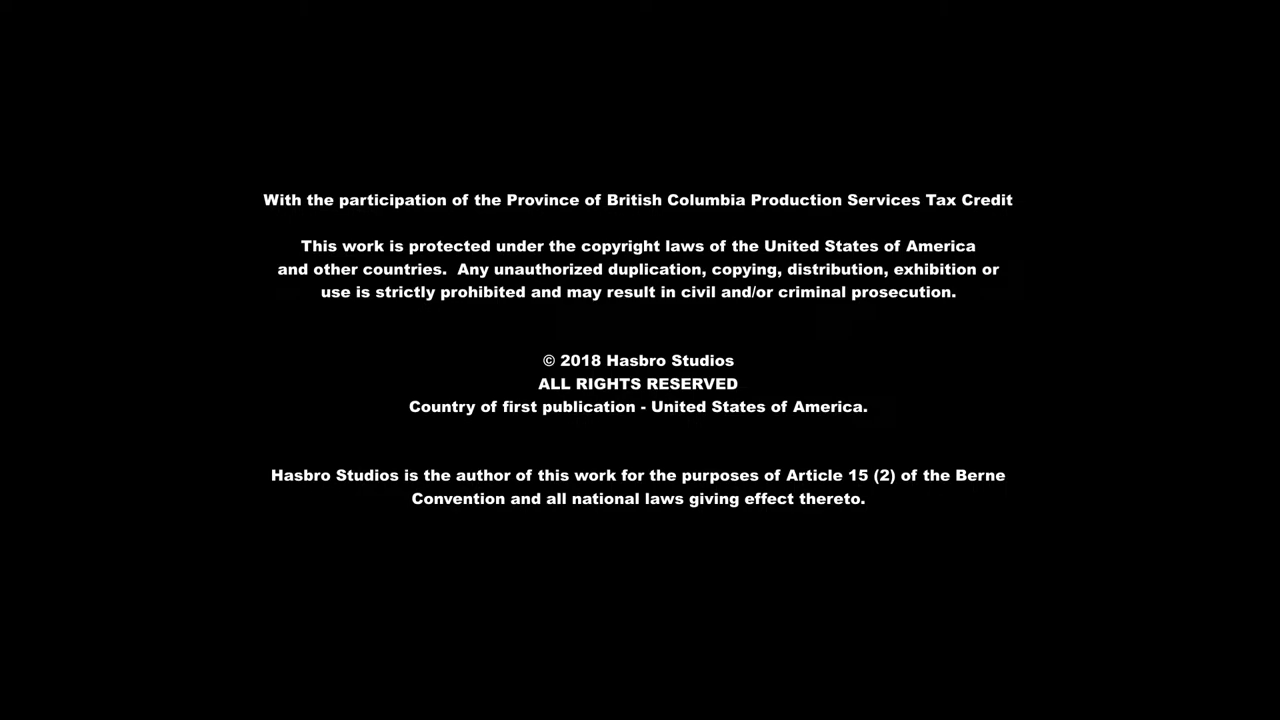 With the participation of the Province of British Columbia Production Services Tax Credit
This work is protected under the copyright laws of the United States of America
and other countries.  Any unauthorized duplication, copying, distribution, exhibition or
use is strictly prohibited and may result in civil and/or criminal prosecution.
© 2018 Hasbro Studios
ALL RIGHTS RESERVED
Country of first publication - United States of America.
Hasbro Studios is the author of this work for the purposes of Article 15 (2) of the Berne
Convention and all national laws giving effect thereto.